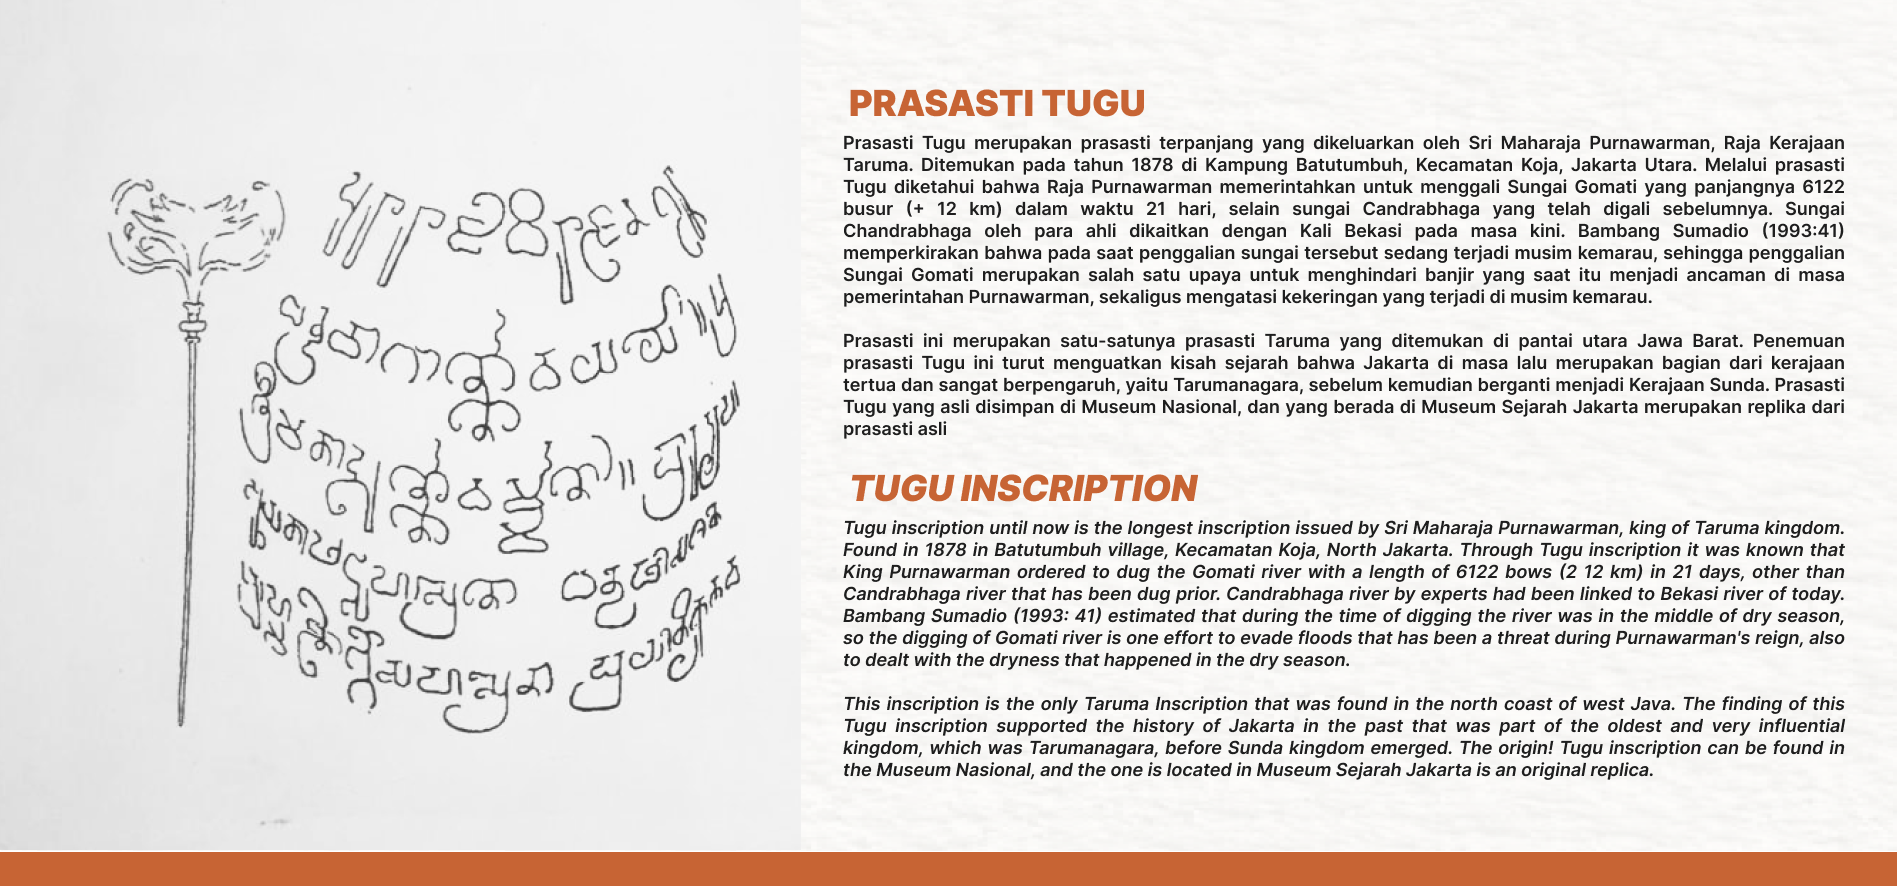 PRASASTI TUGU
Prasasti Tugu merupakan prasasti terpanjang yang dikeluarkan oleh Sri Maharaja Purnawarman, Raja Kerajaan
Taruma. Ditemukan pada tahun 1878 di Kampung Batutumbuh, Kecamatan Koja, Jakarta Utara. Melalui prasasti
Tugu diketahui bahwa Raja Purnawarman memerintahkan untuk menggali Sungai Gomati yang panjangnya 6122
busur (+ 12 km) dalam waktu 21 hari, selain sungai Candrabhaga yang telah digali sebelumnya. Sungai
Chandrabhaga oleh para ahli dikaitkan dengan Kali Bekasi pada masa kini. Bambang Sumadio (1993:41)
memperkirakan bahwa pada saat penggalian sungai tersebut sedang terjadi musim kemarau, sehingga penggalian
Sungai Gomati merupakan salah satu upaya untuk menghindari banjir yang saat itu menjadi ancaman di masa
pemerintahan Purnawarman, sekaligus mengatasi kekeringan yang terjadi di musim kemarau.
Prasasti ini merupakan satu-satunya prasasti Taruma yang ditemukan di pantai utara Jawa Barat. Penemuan
prasasti Tugu ini turut menguatkan kisah sejarah bahwa Jakarta di masa lalu merupakan bagian dari kerajaan
tertua dan sangat berpengaruh, yaitu Tarumanagara, sebelum kemudian berganti menjadi Kerajaan Sunda. Prasasti
Tugu yang asli disimpan di Museum Nasional, dan yang berada di Museum Sejarah Jakarta merupakan replika dari
prasasti asli
TUGU INSCRIPTION
Tugu inscription until now is the longest inscription issued by Sri Maharaja Purnawarman, king of Taruma kingdom.
Found in 1878 in Batutumbuh village, Kecamatan Koja, North Jakarta. Through Tugu inscription it was known that
King Purnawarman ordered to dug the Gomati river with a length of 6122 bows (2 12 km) in 21 days, other than
Candrabhaga river that has been dug prior. Candrabhaga river by experts had been linked to Bekasi river of today.
Bambang Sumadio (1993: 41) estimated that during the time of digging the river was in the middle of dry season,
so the digging of Gomati river is one effort to evade floods that has been a threat during Purnawarman's reign, also
to dealt with the dryness that happened in the dry season.
This inscription is the only Taruma Inscription that was found in the north coast of west Java. The finding of this
Tugu inscription supported the history of Jakarta in the past that was part of the oldest and very influential
kingdom, which was Tarumanagara, before Sunda kingdom emerged. The origin! Tugu inscription can be found in
the Museum Nasional, and the one is located in Museum Sejarah Jakarta is an original replica.